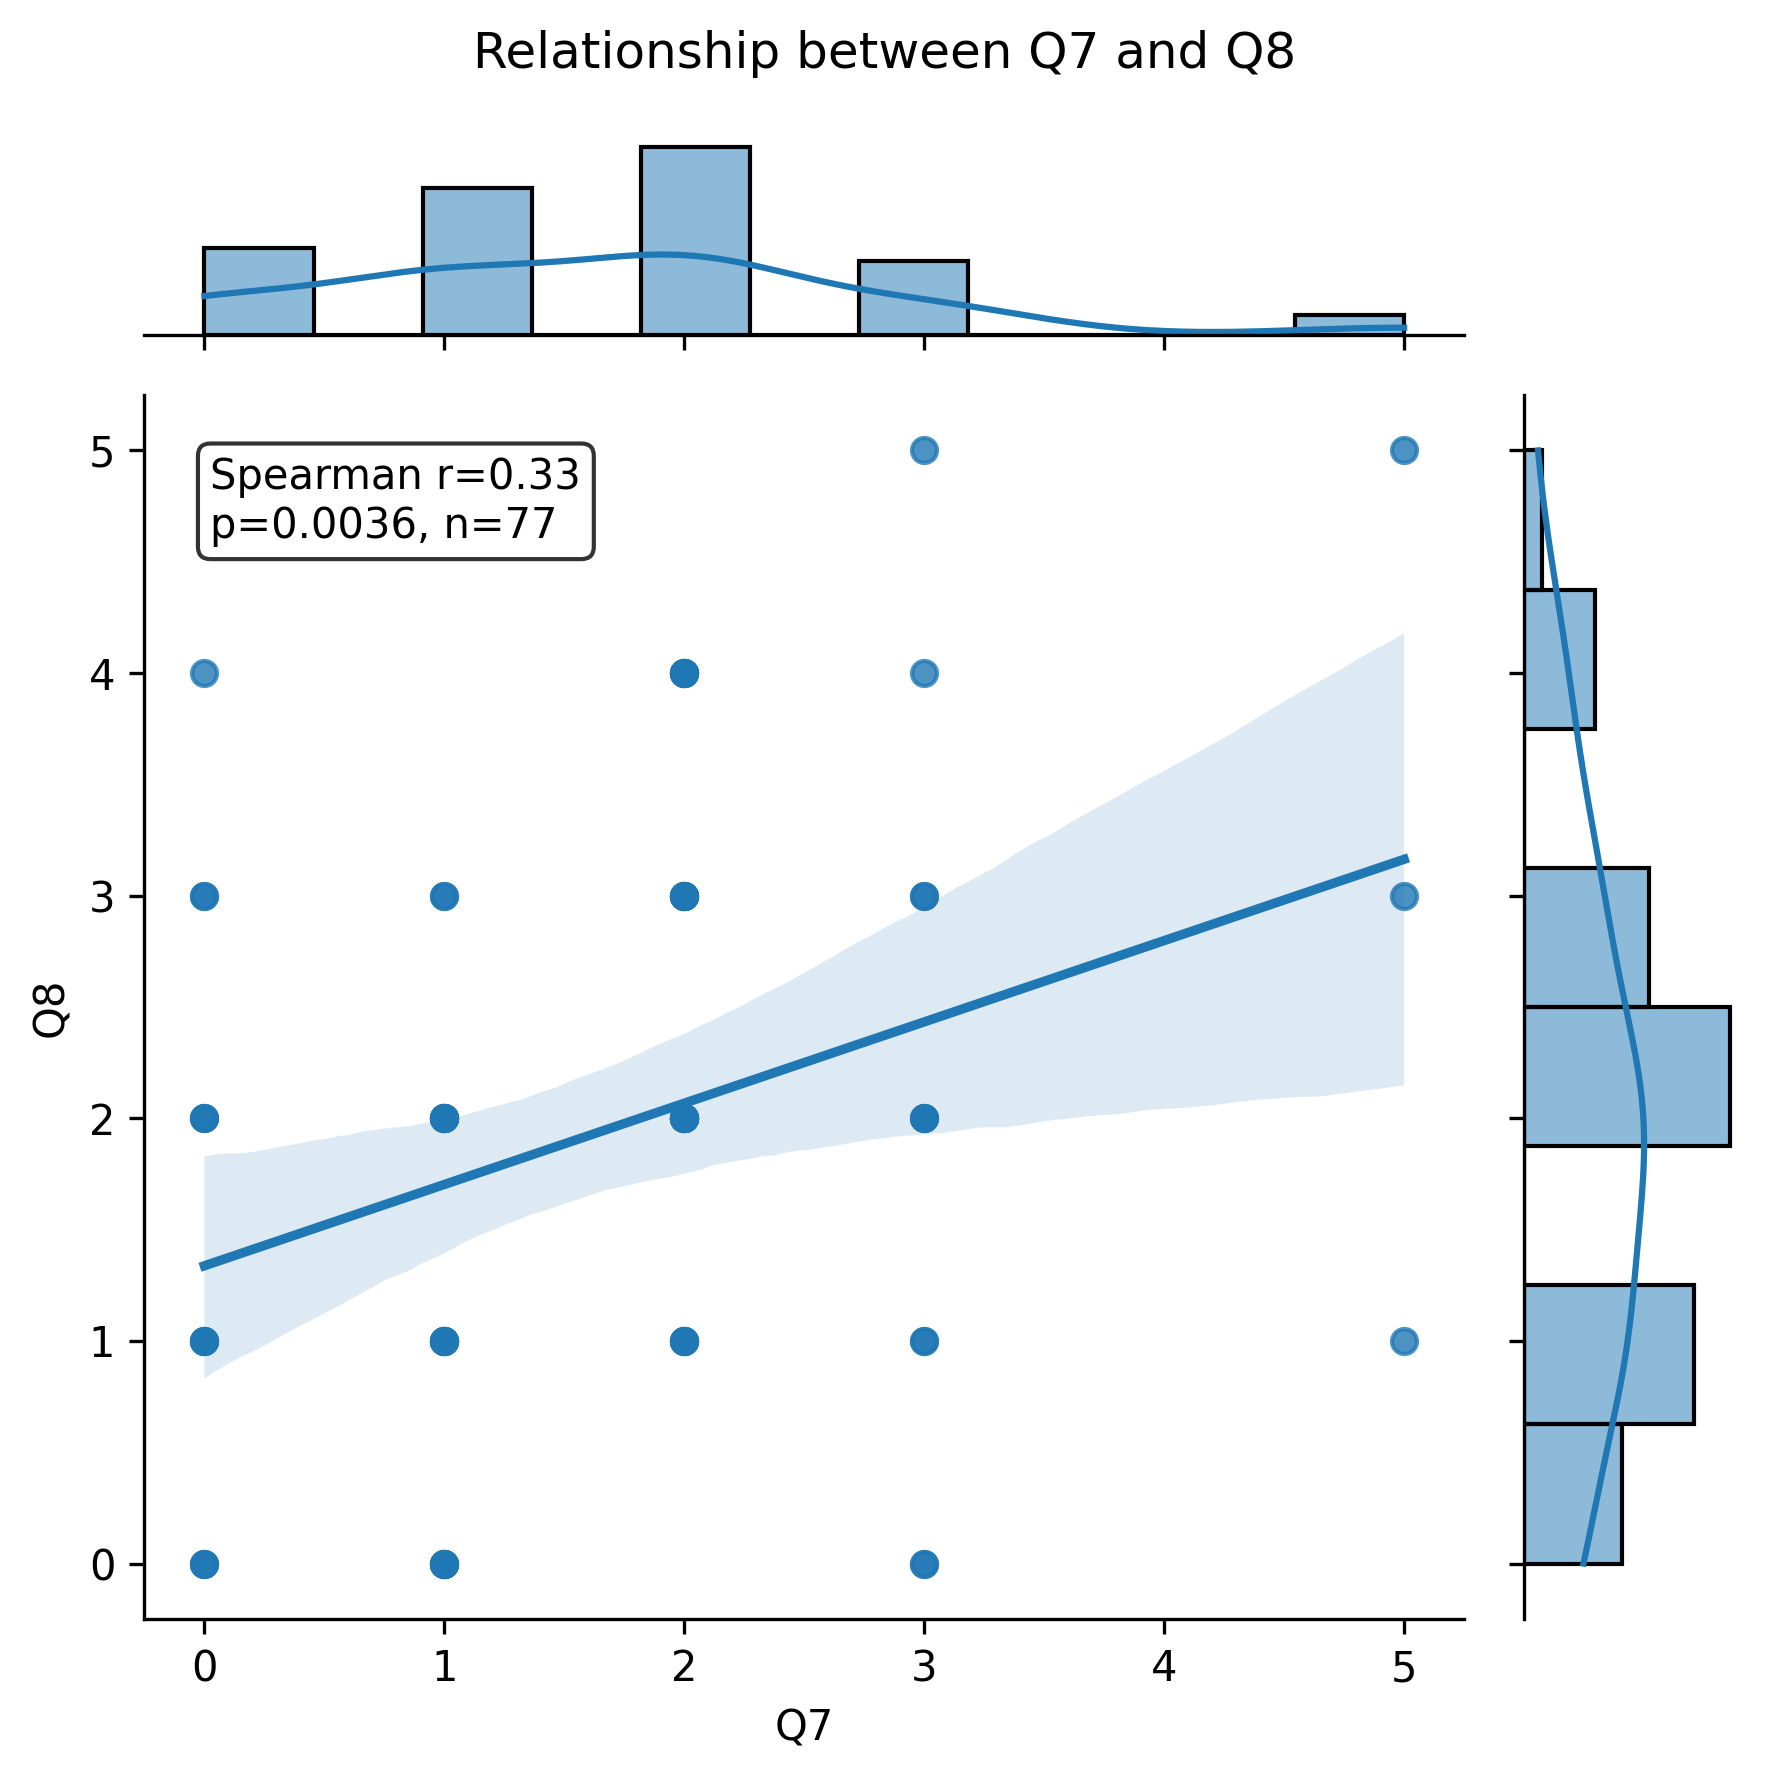 Relationship between Q7 and Q8
Spearman r=0.33
p=0.0036, n=77
5
4
3
2
1
0
Q8
0 1 2 3 4 5
Q7